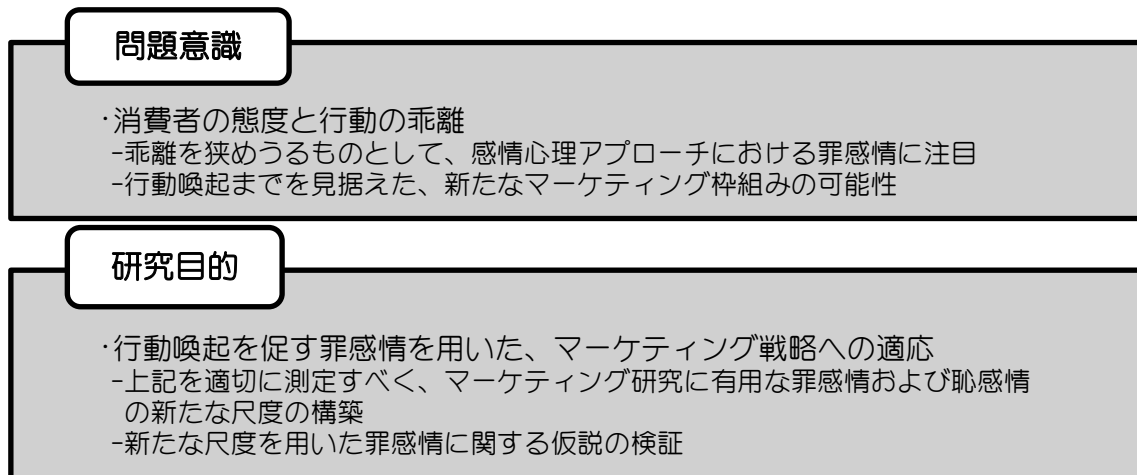 問題意識
·消費者の態度と行動の乖離
-乖離を狭めうるものとして、感情心理アプローチにおける罪感情に注目
-行動喚起までを見据えた、新たなマーケティング枠組みの可能性
研究目的
·行動喚起を促す罪感情を用いた、マーケティング戦略への適応
-上記を適切に測定すべく、マーケティング研究に有用な罪感情および恥感情
の新たな尺度の構築
-新たな尺度を用いた罪感情に関する仮説の検証